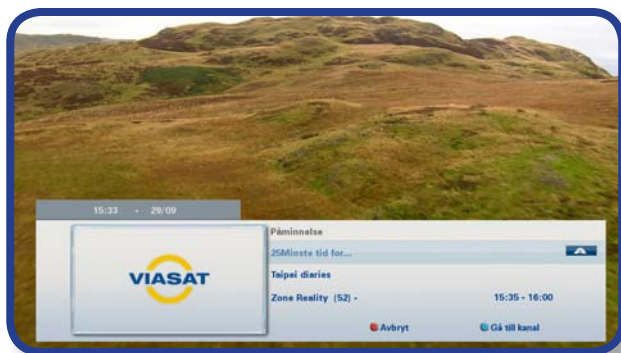 15:33 - 29/09
Påminnelse
25Minste tid for...
A
VIASAT
Taipei diaries
Zone Reality (52) - 15:35 - 16:00
Avbryt Gå till kanal